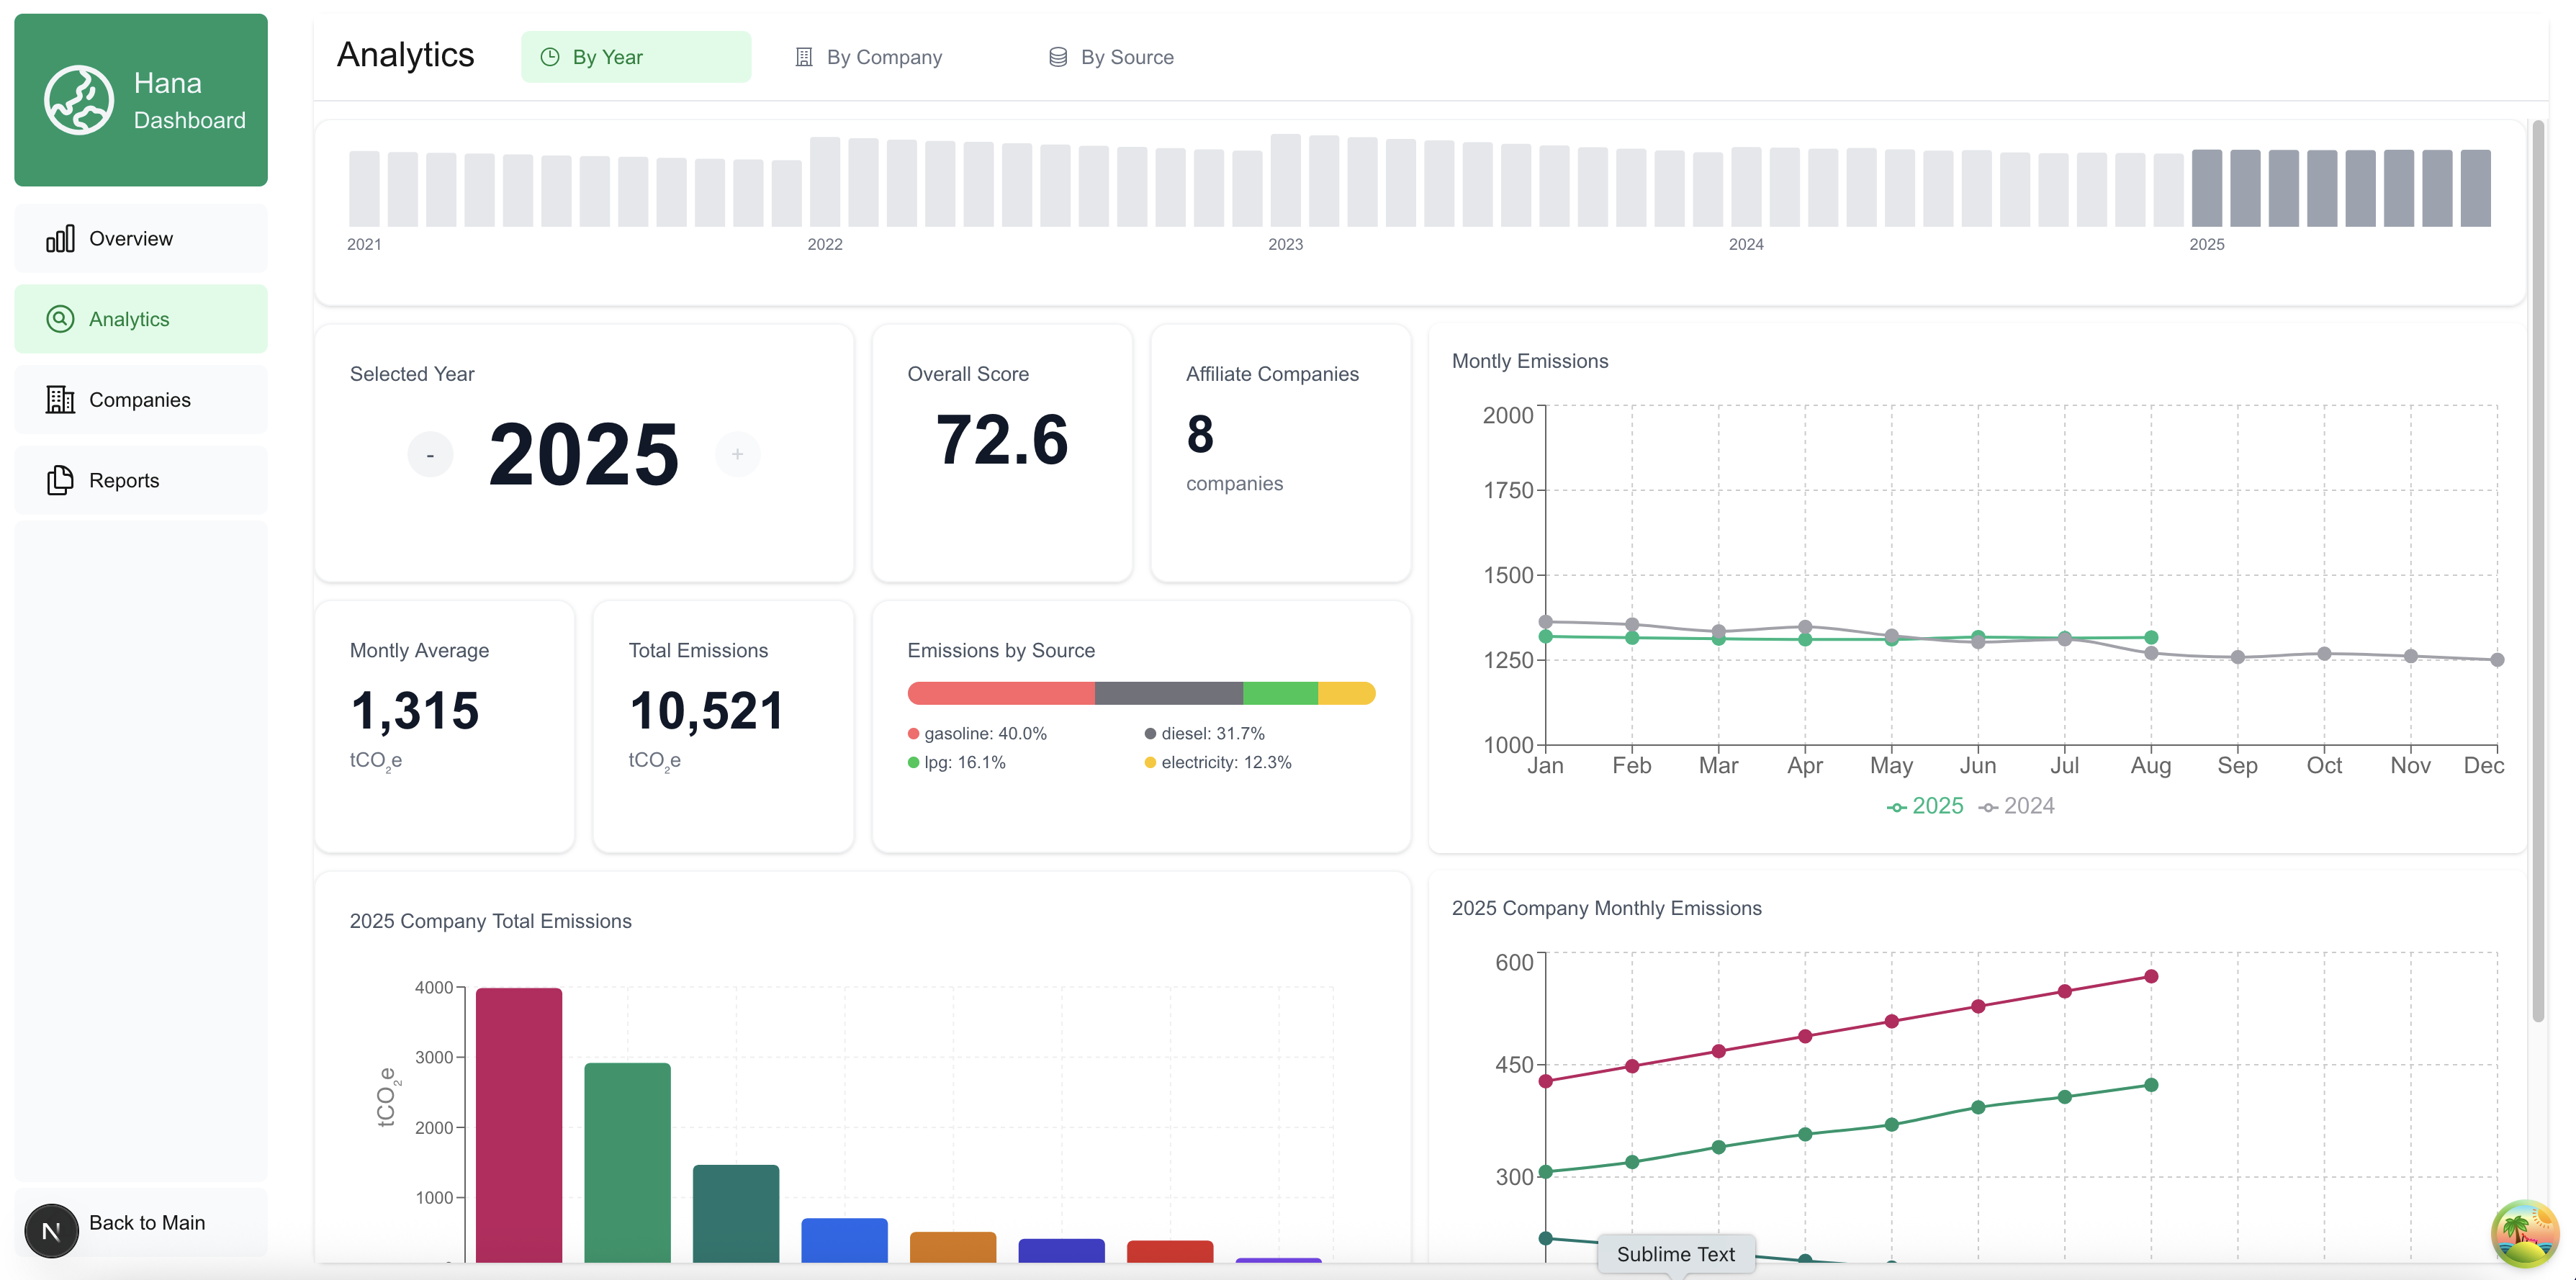 Hana
Dashboard
Overview
Analytics
Companies
Reports
Back to Main
N
Analytics
By Year
By Company
By Source
2021
2022
2023
2024
2025
Selected Year
-
2025
+
Overall Score
72.6
Affiliate Companies
8
companies
Montly Average
1,315
tCO₂e
Total Emissions
10,521
tCO₂e
Emissions by Source
gasoline: 40.0%
diesel: 31.7%
lpg: 16.1%
electricity: 12.3%
Montly Emissions
2000
1750
1500
1250
1000
Jan Feb Mar Apr May Jun Jul Aug Sep Oct Nov Dec
2025 2024
2025 Company Total Emissions
4000
3000
2000
1000
tCO₂e
2025 Company Monthly Emissions
600
450
300
Sublime Text